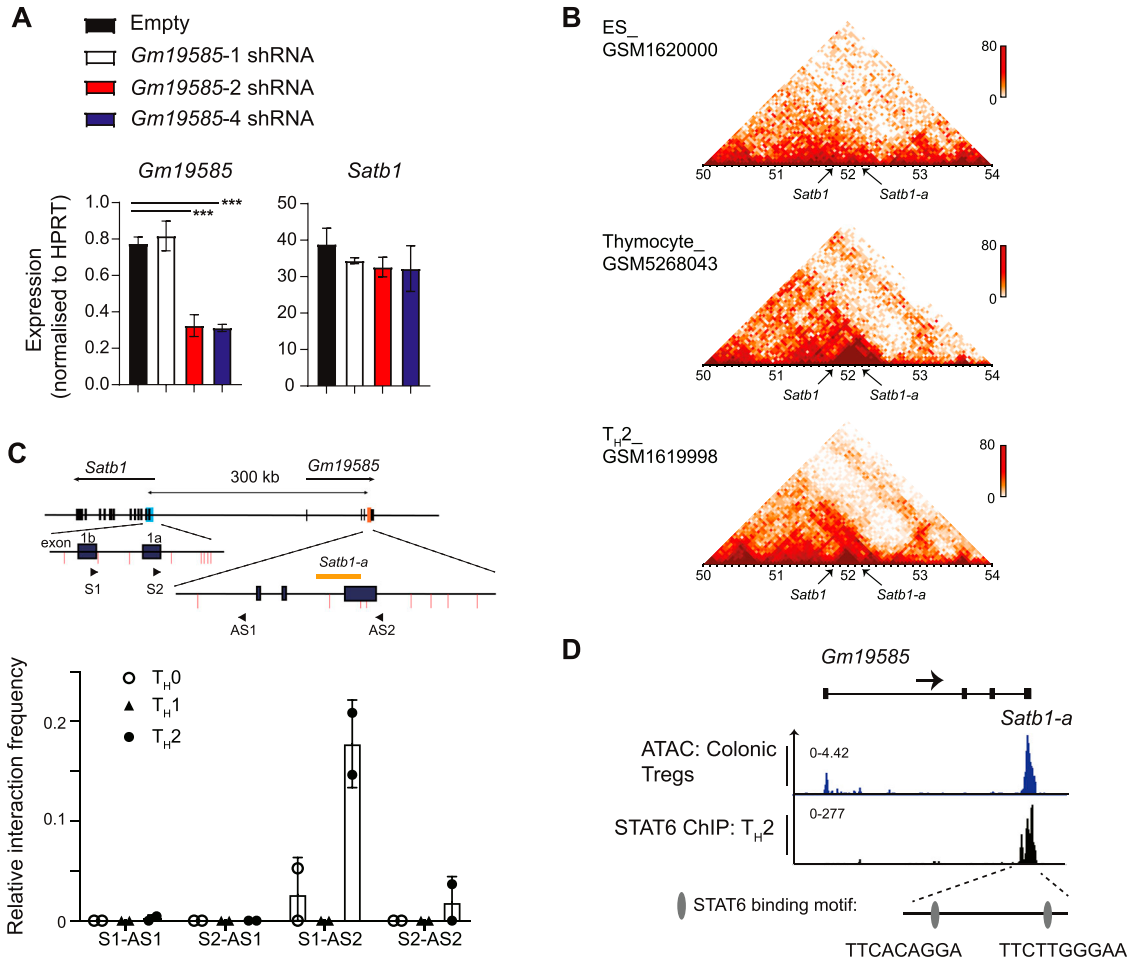 A
Empty
Gm19585-1 shRNA
Gm19585-2 shRNA
Gm19585-4 shRNA
Gm19585
Satb1
Expression
(normalised to HPRT)
1.0
0.8
0.6
0.4
0.2
0.0
***
***
50
40
30
20
10
0
B
ES_
GSM1620000
80
0
50 51 52 53 54
Satb1 Satb1-a
Thymocyte_
GSM5268043
80
0
50 51 52 53 54
Satb1 Satb1-a
TH2_
GSM1619998
80
0
50 51 52 53 54
Satb1 Satb1-a
C
Satb1
Gm19585
300 kb
exon 1b 1a
S1 S2
Satb1-a
AS1 AS2
Relative interaction frequency
0.2
0.1
0
TH0
TH1
TH2
S1-AS1 S2-AS1 S1-AS2 S2-AS2
D
Gm19585
Satb1-a
ATAC: Colonic
Tregs
0-4.42
STAT6 ChIP: TH2
0-277
STAT6 binding motif:
TTCACAGGA TTCTTGGGAA